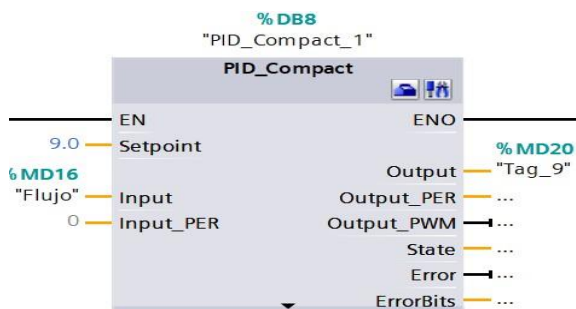 %DB8
"PID_Compact_1"
PID_Compact
EN ENO
9.0 Setpoint
%MD16 %MD20
Output "Tag_9"
"Flujo" Input Output_PER ...
0 Input_PER Output_PWM ...
State ...
Error ...
ErrorBits ...